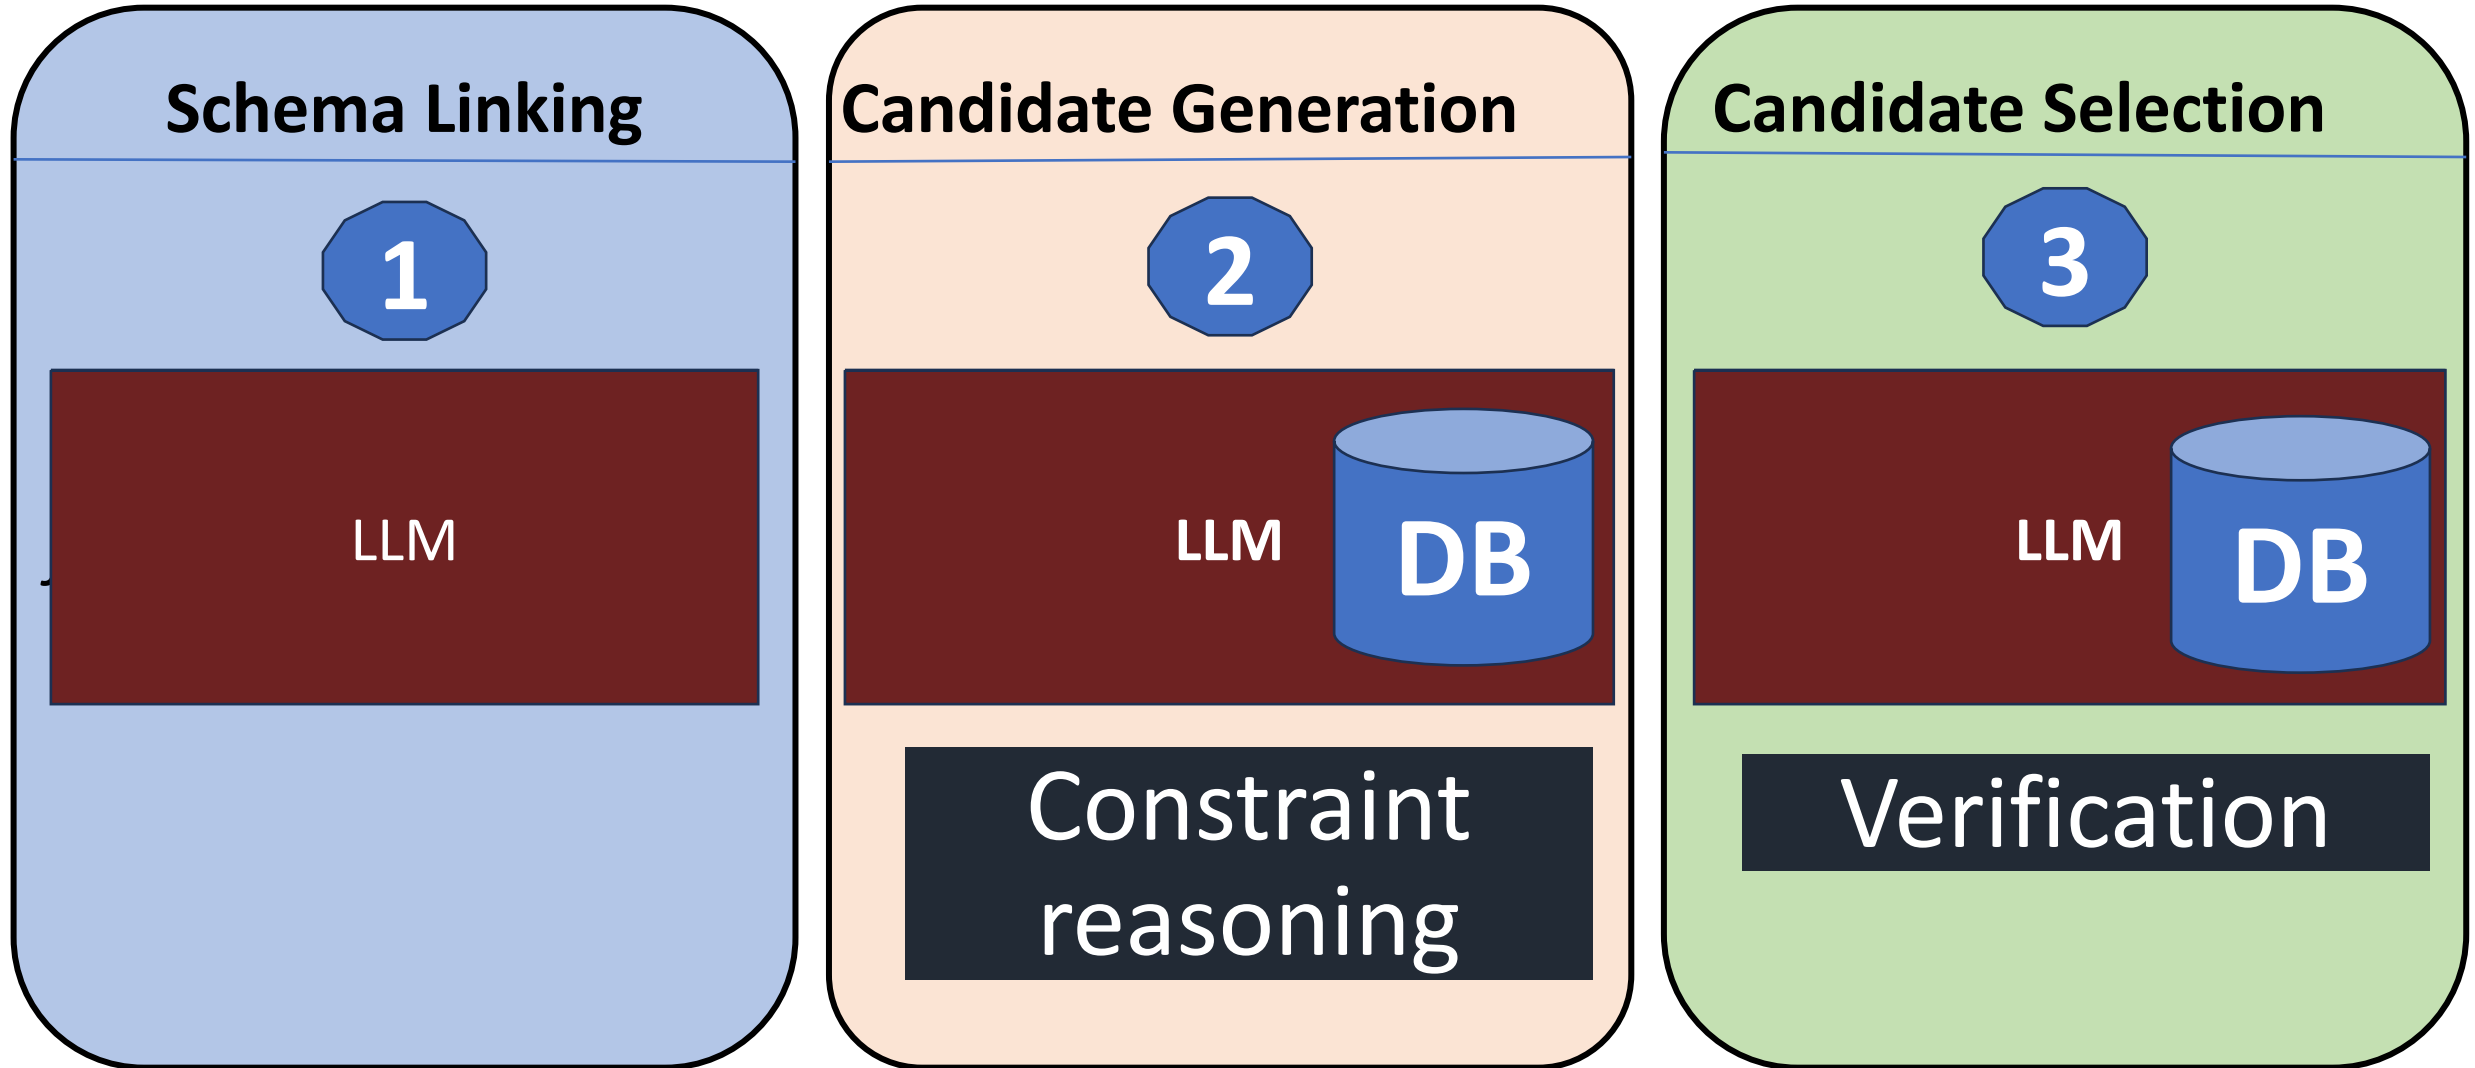 Schema Linking
1
LLM
Candidate Generation
2
LLM
DB
Constraint
reasoning
Candidate Selection
3
LLM
DB
Verification